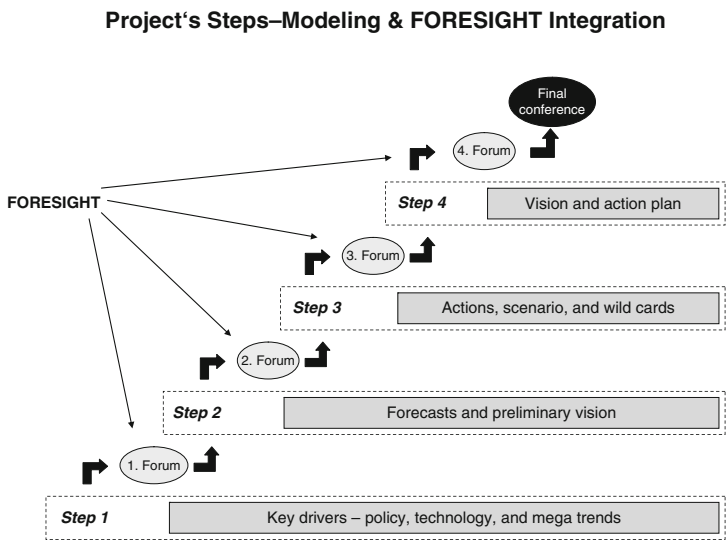 Project‘s Steps–Modeling & FORESIGHT Integration
Final
conference
4. Forum
FORESIGHT
Step 4
Vision and action plan
3. Forum
Step 3
Actions, scenario, and wild cards
2. Forum
Step 2
Forecasts and preliminary vision
1. Forum
Step 1
Key drivers – policy, technology, and mega trends